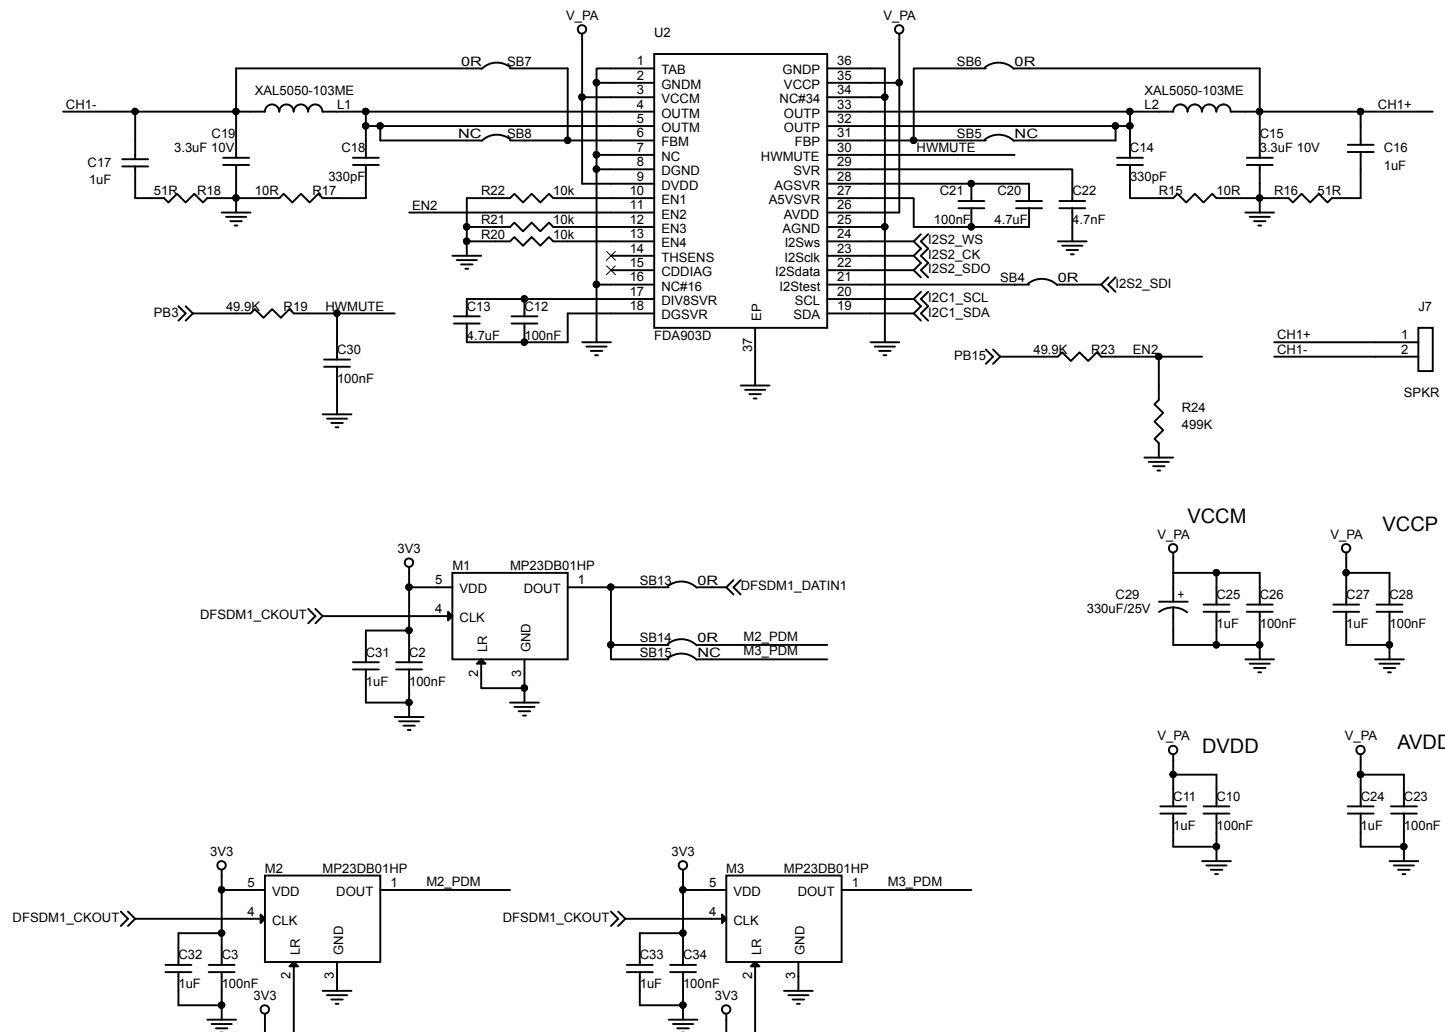 V_PA
V_PA
U2
0R SB7
SB6 0R
XAL5050-103ME
L1
CH1-
XAL5050-103ME
L2
CH1+
C19
3.3uF 10V
C18
330pF
NC SB8
SB5 NC
HWMUTE
C17
1uF
51R R18
10R R17
C14
330pF
C15
3.3uF 10V
C16
1uF
R15 10R
R16 51R
1 TAB
2 GNDM
3 VCCM
4 OUTM
5 OUTM
6 FBM
7 NC
8 DGND
9 DVDD
10 EN1
11 EN2
12 EN3
13 EN4
14 THSENS
15 CDDIAG
16 NC#16
17 DIV8SVR
18 DGSVR
GNDP 36
VCCP 35
NC#34 34
OUTP 33
OUTP 32
FBP 31
HWMUTE 30
SVR 29
AGSVR 28
A5VSVR 27
AVDD 26
AGND 25
I2Sws 24
I2Sclk 23
I2Sdata 22
I2Stest 21
SCL 20
SDA 19
EP
37
FDA903D
R22 10k
EN2
R21 10k
R20 10k
C21
100nF
C20
4.7uF
C22
4.7nF
I2S2_WS
I2S2_CK
I2S2_SDO
SB4 0R
I2S2_SDI
I2C1_SCL
I2C1_SDA
C13
4.7uF
C12
100nF
PB3
49.9K R19 HWMUTE
C30
100nF
PB15
49.9K R23 EN2
R24
499K
J7
CH1+ 1
CH1- 2
SPKR
3V3
M1 MP23DB01HP
5 VDD
DOUT 1
4 CLK
LR
GND
2
3
DFSDM1_CKOUT
C31
1uF
C2
100nF
SB13 0R
DFSDM1_DATIN1
SB14 0R M2_PDM
SB15 NC M3_PDM
VCCM
V_PA
C29
330uF/25V
+
C25
1uF
C26
100nF
VCCP
V_PA
C27
1uF
C28
100nF
V_PA
DVDD
C11
1uF
C10
100nF
V_PA
AVDD
C24
1uF
C23
100nF
3V3
M2 MP23DB01HP
5 VDD
DOUT 1
M2_PDM
4 CLK
LR
GND
2
3
DFSDM1_CKOUT
C32
1uF
C3
100nF
3V3
3V3
M3 MP23DB01HP
5 VDD
DOUT 1
M3_PDM
4 CLK
LR
GND
2
3
DFSDM1_CKOUT
C33
1uF
C34
100nF
3V3